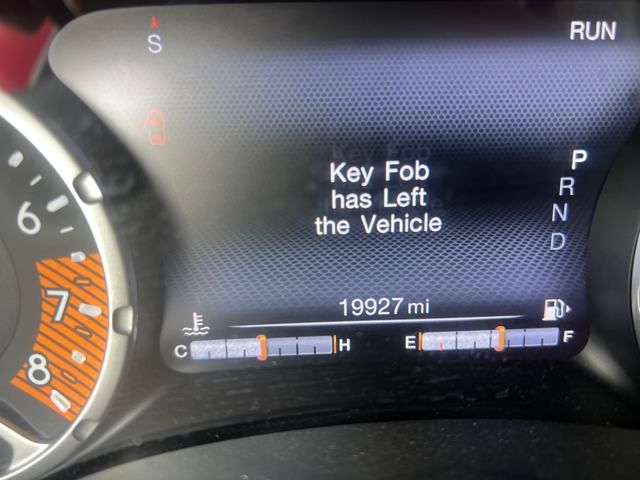 S
RUN
6
7
8
Key Fob
has Left
the Vehicle
P
R
N
D
19927 mi
C H E F